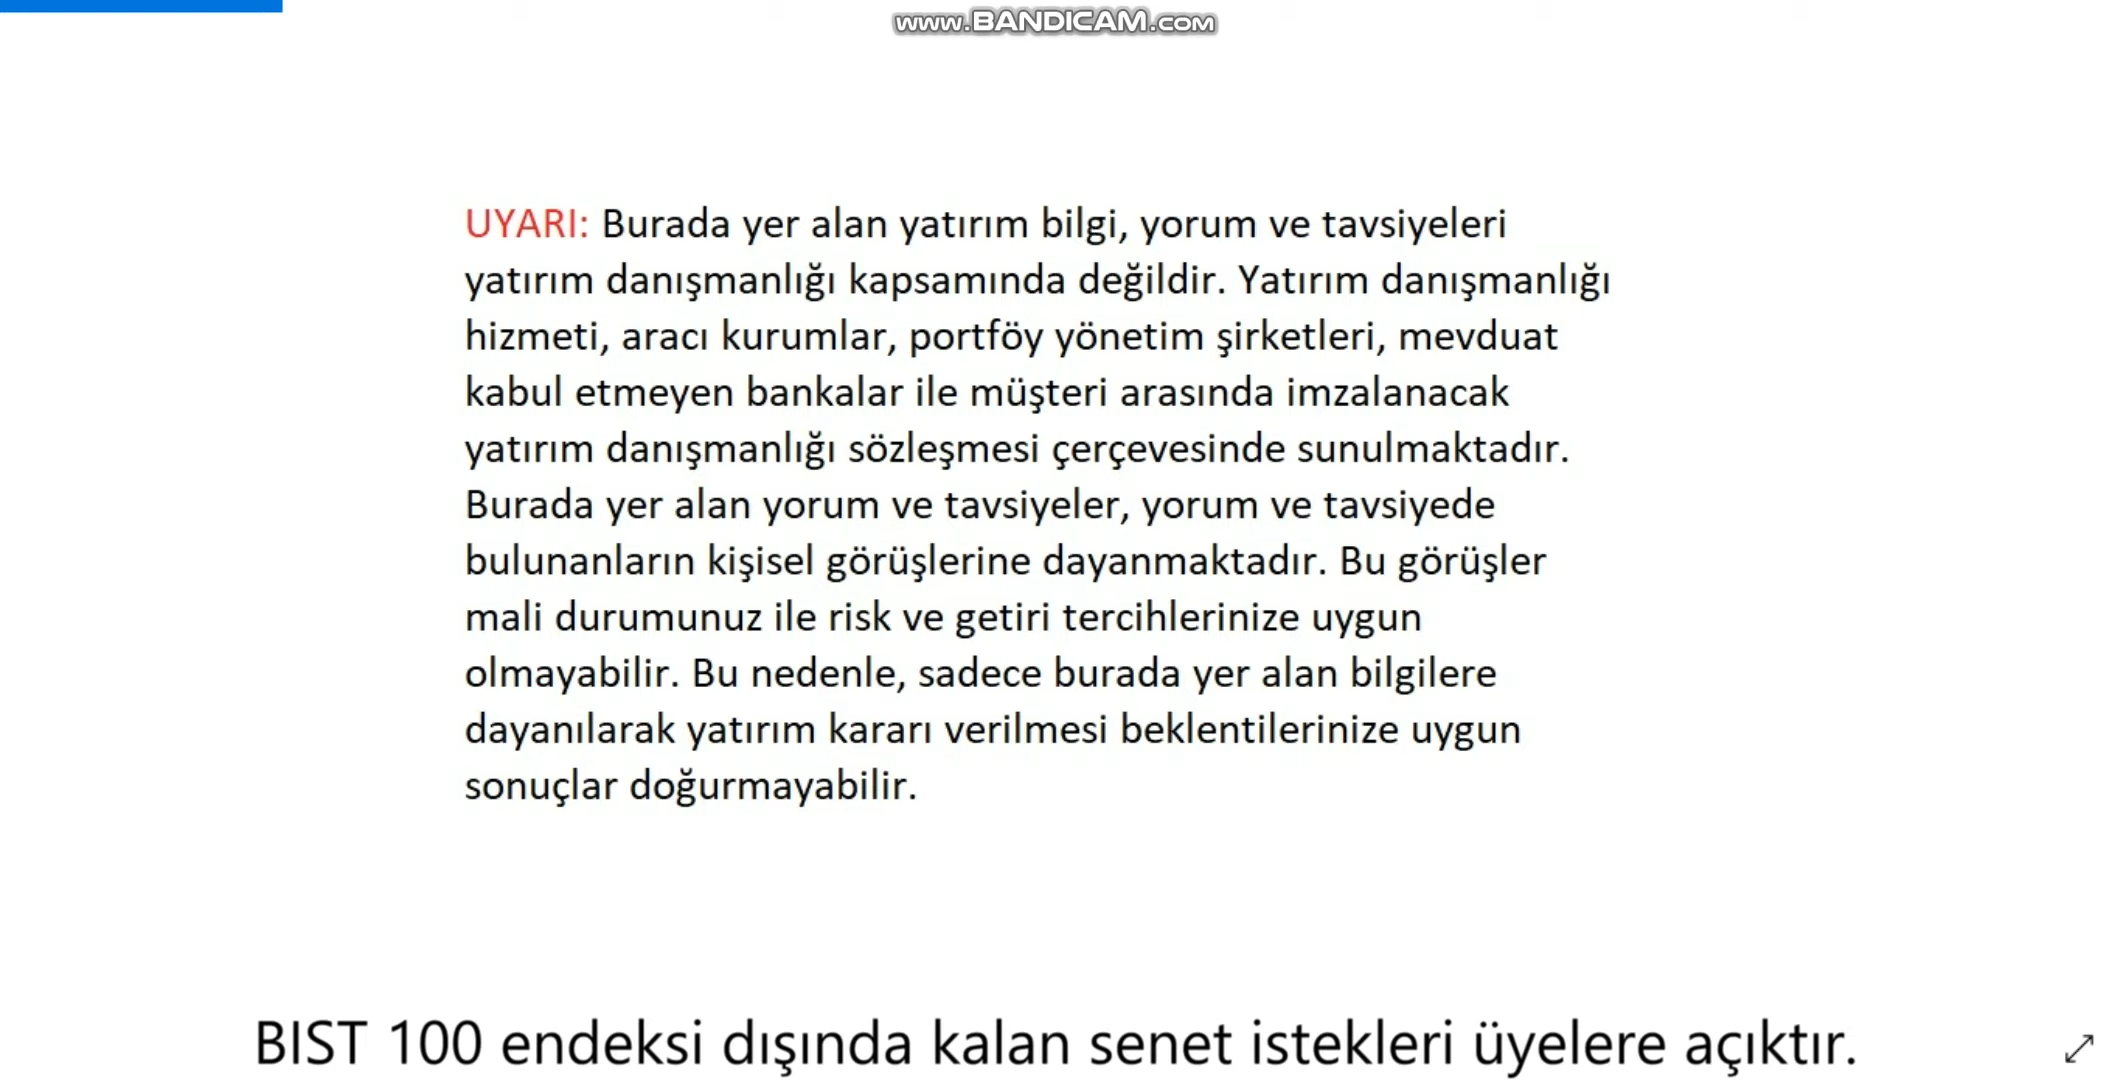 www.BANDICAM.com
UYARI: Burada yer alan yatırım bilgi, yorum ve tavsiyeleri
yatırım danışmanlığı kapsamında değildir. Yatırım danışmanlığı
hizmeti, aracı kurumlar, portföy yönetim şirketleri, mevduat
kabul etmeyen bankalar ile müşteri arasında imzalanacak
yatırım danışmanlığı sözleşmesi çerçevesinde sunulmaktadır.
Burada yer alan yorum ve tavsiyeler, yorum ve tavsiyede
bulunanların kişisel görüşlerine dayanmaktadır. Bu görüşler
mali durumunuz ile risk ve getiri tercihlerinize uygun
olmayabilir. Bu nedenle, sadece burada yer alan bilgilere
dayanılarak yatırım kararı verilmesi beklentilerinize uygun
sonuçlar doğurmayabilir.
BIST 100 endeksi dışında kalan senet istekleri üyelere açıktır.